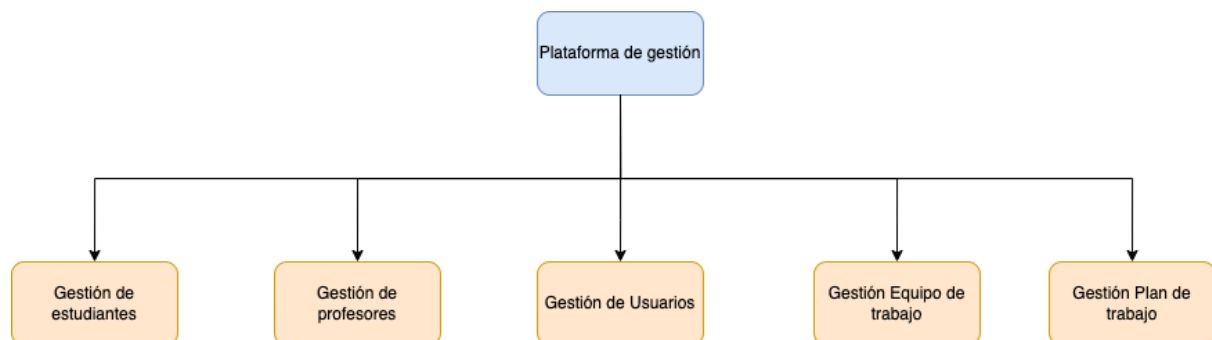 Plataforma de gestión
Gestión de
estudiantes
Gestión de
profesores
Gestión de Usuarios
Gestión Equipo de
trabajo
Gestión Plan de
trabajo